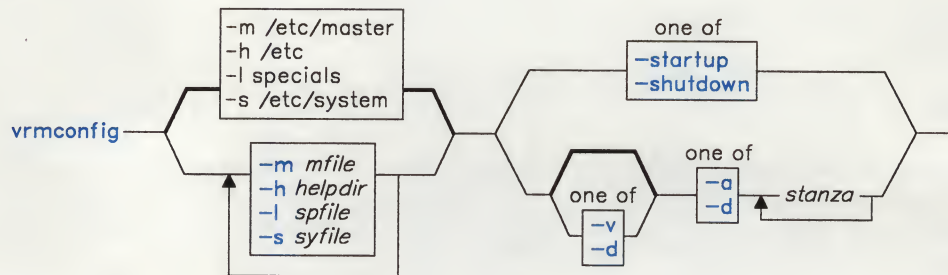 vrmconfig
-m /etc/master
-h /etc
-l specials
-s /etc/system
-m mfile
-h helpdir
-l spfile
-s syfile
one of
-startup
-shutdown
one of
-v
-d
one of
-a
-d
stanza